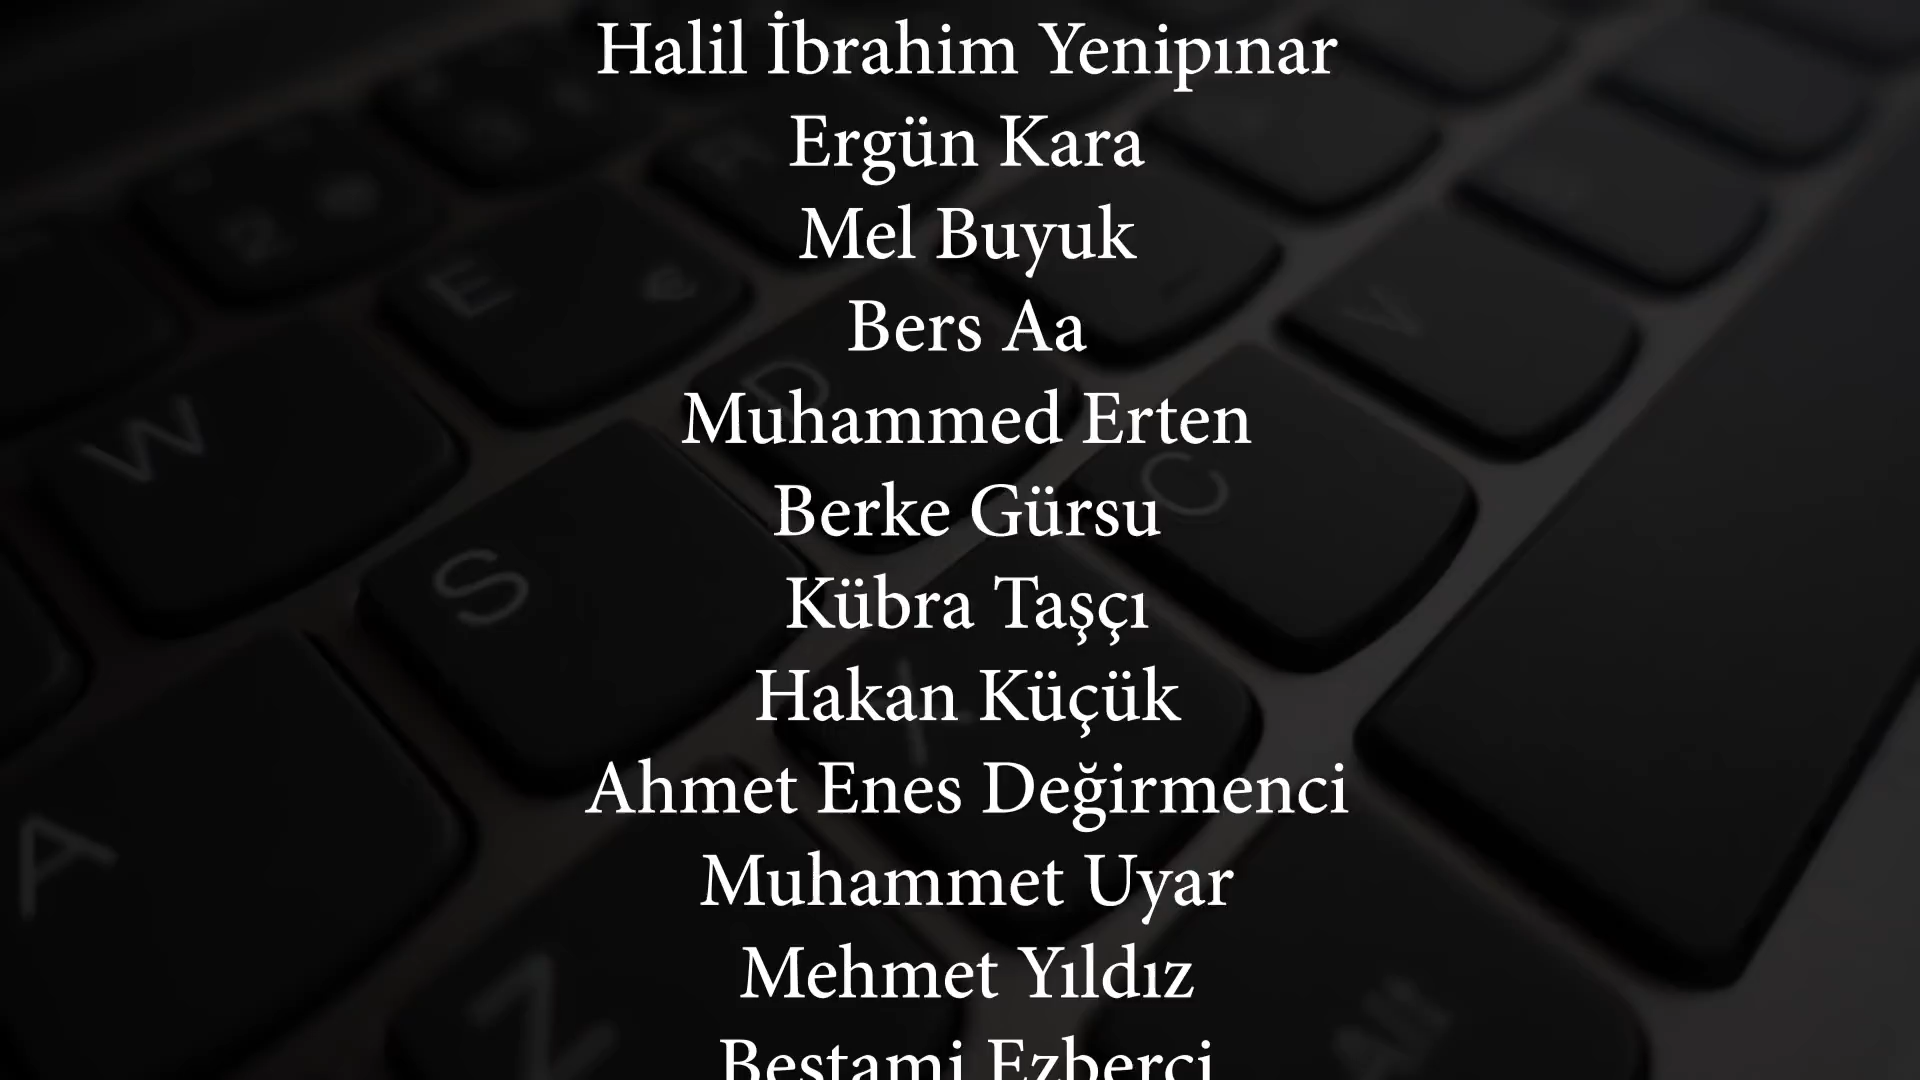 Halil İbrahim Yenipınar
Ergün Kara
Mel Buyuk
Bers Aa
Muhammed Erten
Berke Gürsu
Kübra Taşçı
Hakan Küçük
Ahmet Enes Değirmenci
Muhammet Uyar
Mehmet Yıldız
Bestami Ezberci